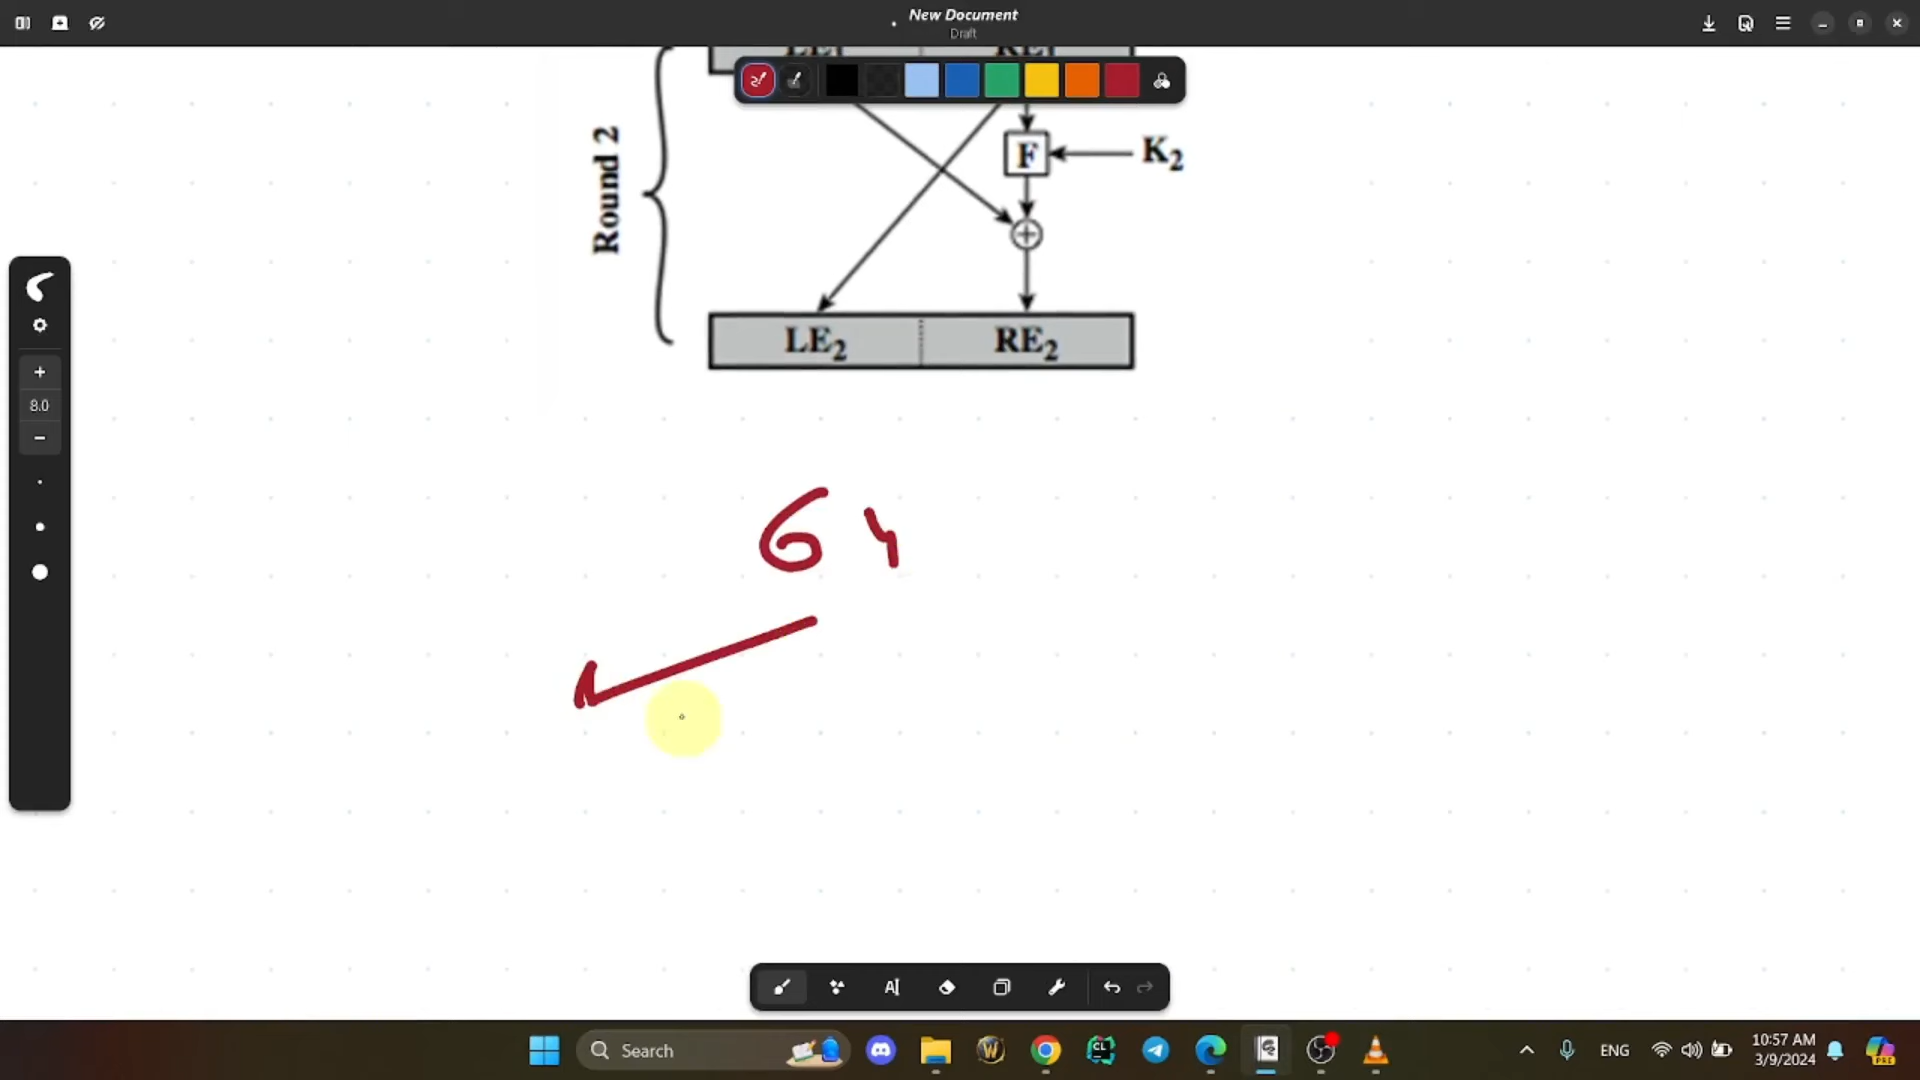 New Document
Draft
Round 2
F
K2
LE2 RE2
8.0
64
Search
ENG
10:57 AM
3/9/2024